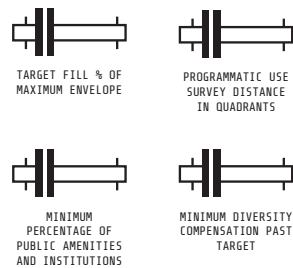 TARGET FILL % OF
MAXIMUM ENVELOPE
PROGRAMMATIC USE
SURVEY DISTANCE
IN QUADRANTS
MINIMUM
PERCENTAGE OF
PUBLIC AMENITIES
AND INSTITUTIONS
MINIMUM DIVERSITY
COMPENSATION PAST
TARGET